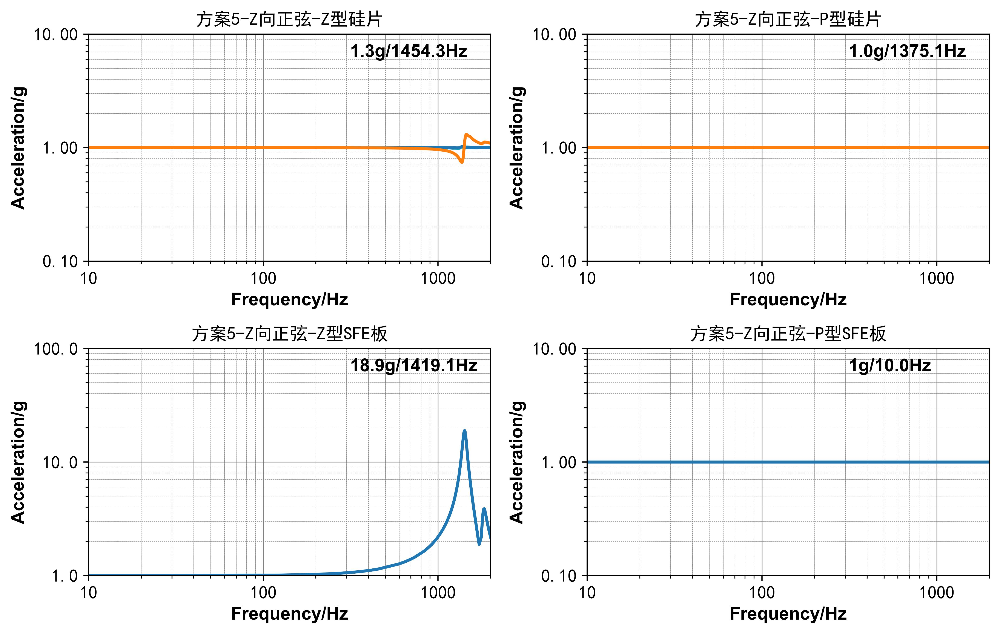 方案5-Z向正弦-Z型硅片
1.3g/1454.3Hz
10.00
1.00
0.10
Acceleration/g
10
100
1000
Frequency/Hz
方案5-Z向正弦-P型硅片
1.0g/1375.1Hz
10.00
1.00
0.10
Acceleration/g
10
100
1000
Frequency/Hz
方案5-Z向正弦-Z型SFE板
18.9g/1419.1Hz
100.0
10.0
1.0
Acceleration/g
10
100
1000
Frequency/Hz
方案5-Z向正弦-P型SFE板
1g/10.0Hz
10.00
1.00
0.10
Acceleration/g
10
100
1000
Frequency/Hz